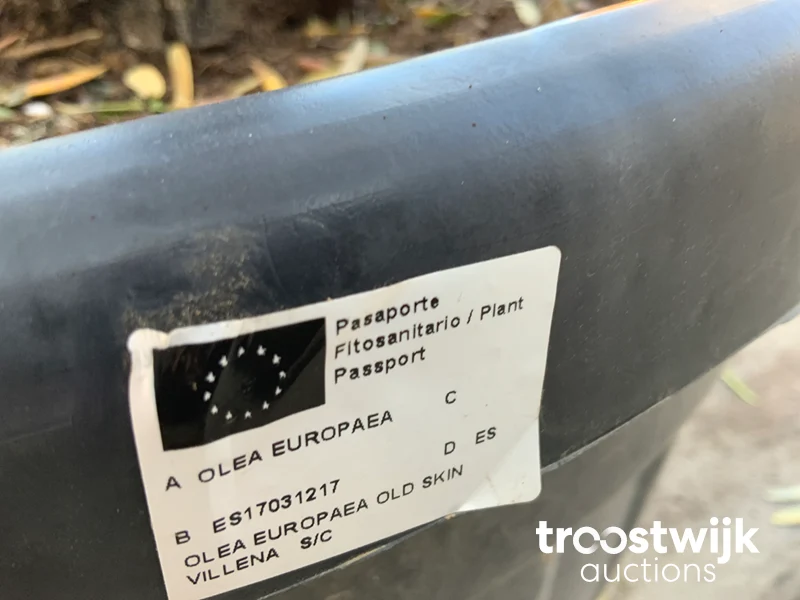 Pasaporte
Fitosanitario / Plant
Passport
A OLEA EUROPAEA C
B ES17031217 D ES
OLEA EUROPAEA OLD SKIN
VILLENA S/C
troostwijk
auctions